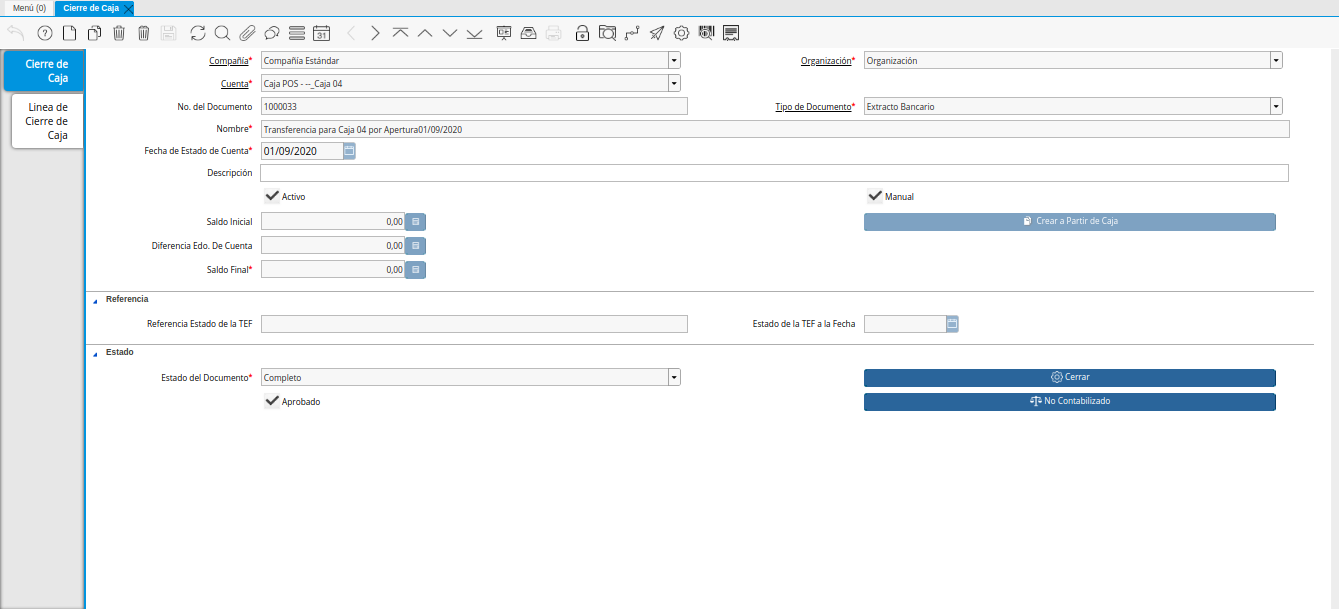 Menú (0)
Cierre de Caja
31
Cierre de
Caja
Linea de
Cierre de
Caja
Compañía* Compañía Estándar Organización* Organización
Cuenta* Caja POS - --_Caja 04
No. del Documento 1000033 Tipo de Documento* Extracto Bancario
Nombre* Transferencia para Caja 04 por Apertura01/09/2020
Fecha de Estado de Cuenta* 01/09/2020
Descripción
Activo Manual
Saldo Inicial 0,00 Crear a Partir de Caja
Diferencia Edo. De Cuenta 0,00
Saldo Final* 0,00
Referencia
Referencia Estado de la TEF Estado de la TEF a la Fecha
Estado
Estado del Documento* Completo Cerrar
Aprobado No Contabilizado